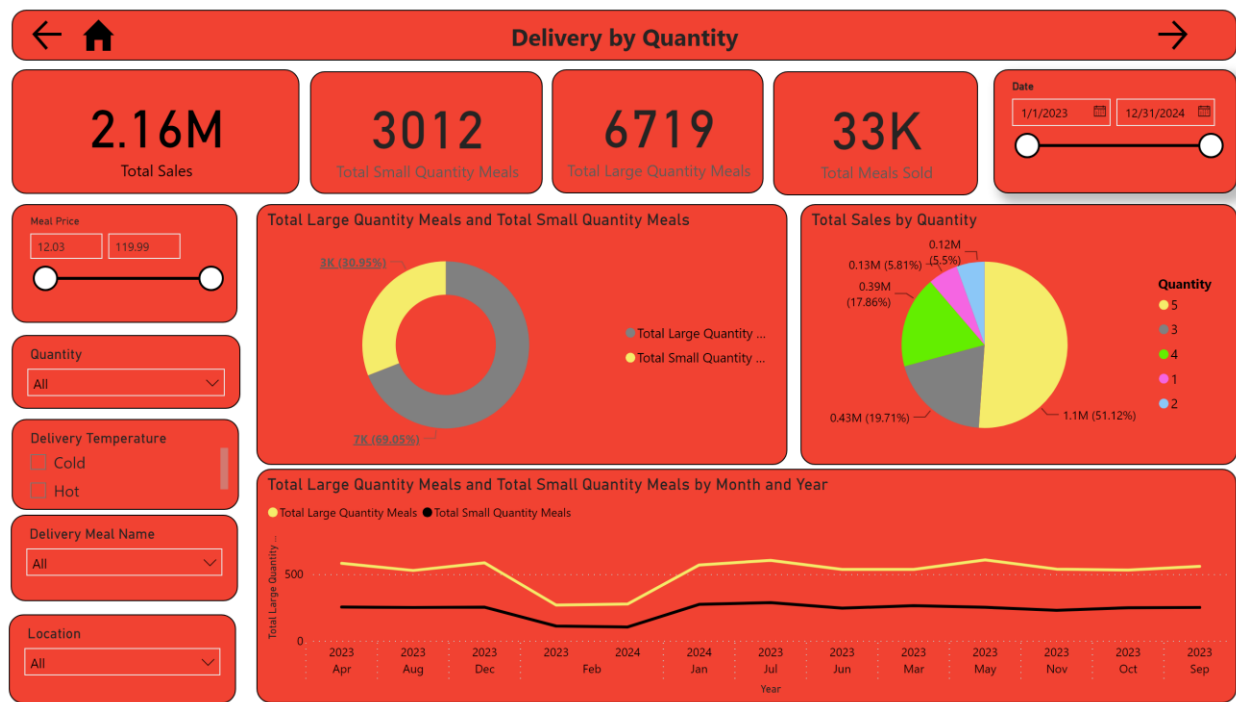 Delivery by Quantity
2.16M
Total Sales
3012
Total Small Quantity Meals
6719
Total Large Quantity Meals
33K
Total Meals Sold
Date
1/1/2023
12/31/2024
Meal Price
12.03
119.99
Quantity
All
Delivery Temperature
Cold
Hot
Delivery Meal Name
All
Location
All
Total Large Quantity Meals and Total Small Quantity Meals
3K (30.95%)
7K (69.05%)
Total Large Quantity ...
Total Small Quantity ...
Total Sales by Quantity
0.12M
(5.5%)
0.13M (5.81%)
0.39M
(17.86%)
0.43M (19.71%)
1.1M (51.12%)
Quantity
5
3
4
1
2
Total Large Quantity Meals and Total Small Quantity Meals by Month and Year
Total Large Quantity Meals Total Small Quantity Meals
Total Large Quantity ...
500
0
2023 2023 2023 2023 2024 2024 2023 2023 2023 2023 2023 2023 2023
Apr Aug Dec Feb Jan Jul Jun Mar May Nov Oct Sep
Year